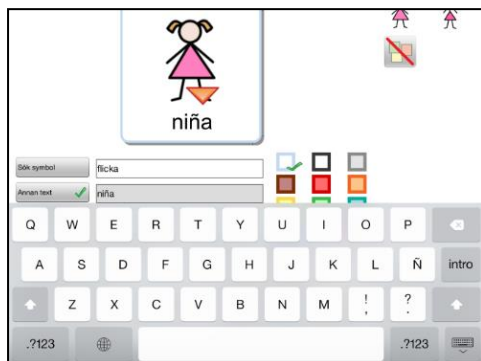 niña
Sök symbol flicka
Annan text niña
Q W E R T Y U I O P
A S D F G H J K L Ñ intro
Z X C V B N M ! , ? .
.?123 .?123